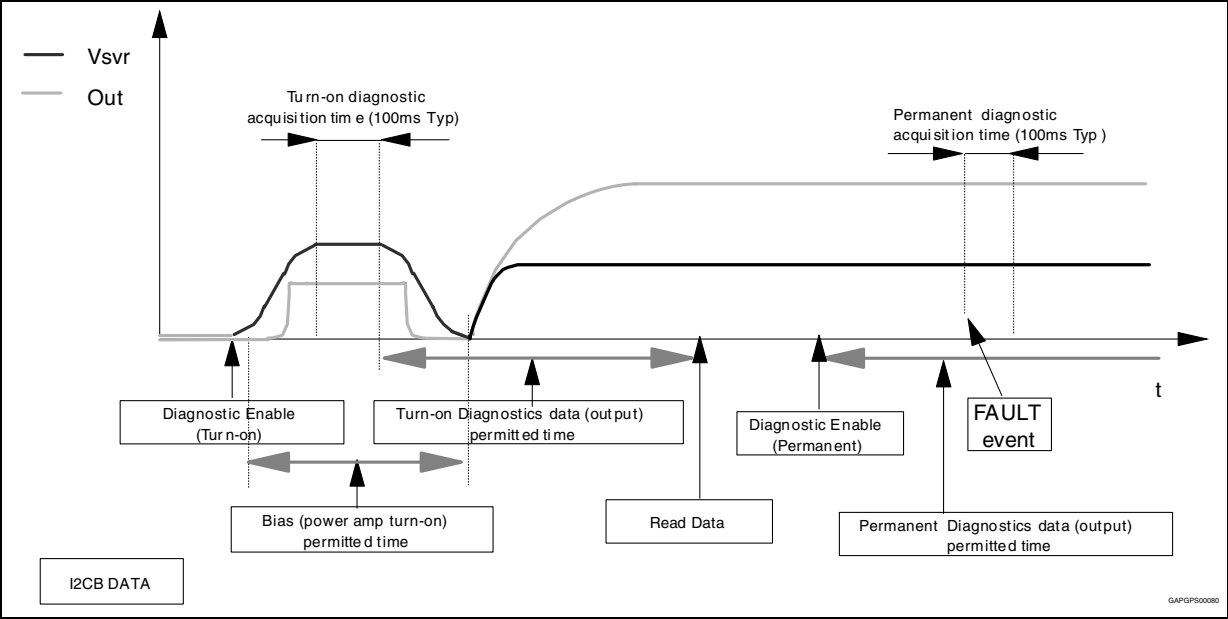 Vsvr
Out
Turn-on diagnostic
acquisition time (100ms Typ)
Permanent diagnostic
acquisition time (100ms Typ)
t
Diagnostic Enable
(Turn-on)
Turn-on Diagnostics data (output)
permitted time
Diagnostic Enable
(Permanent)
FAULT
event
Bias (power amp turn-on)
permitted time
Read Data
Permanent Diagnostics data (output)
permitted time
I2CB DATA
GAPGPS00080